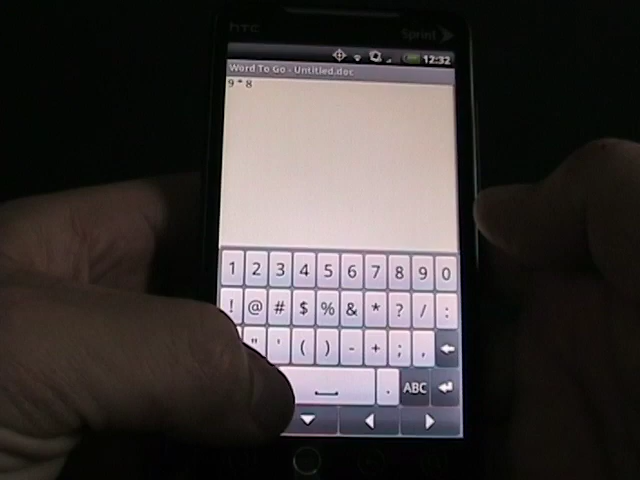 hTC
Sprint
12:32
Word To Go - Untitled.doc
9 * 8
1 2 3 4 5 6 7 8 9 0
! @ # $ % & * ? / :
" ' ( ) - + ; ,
. ABC